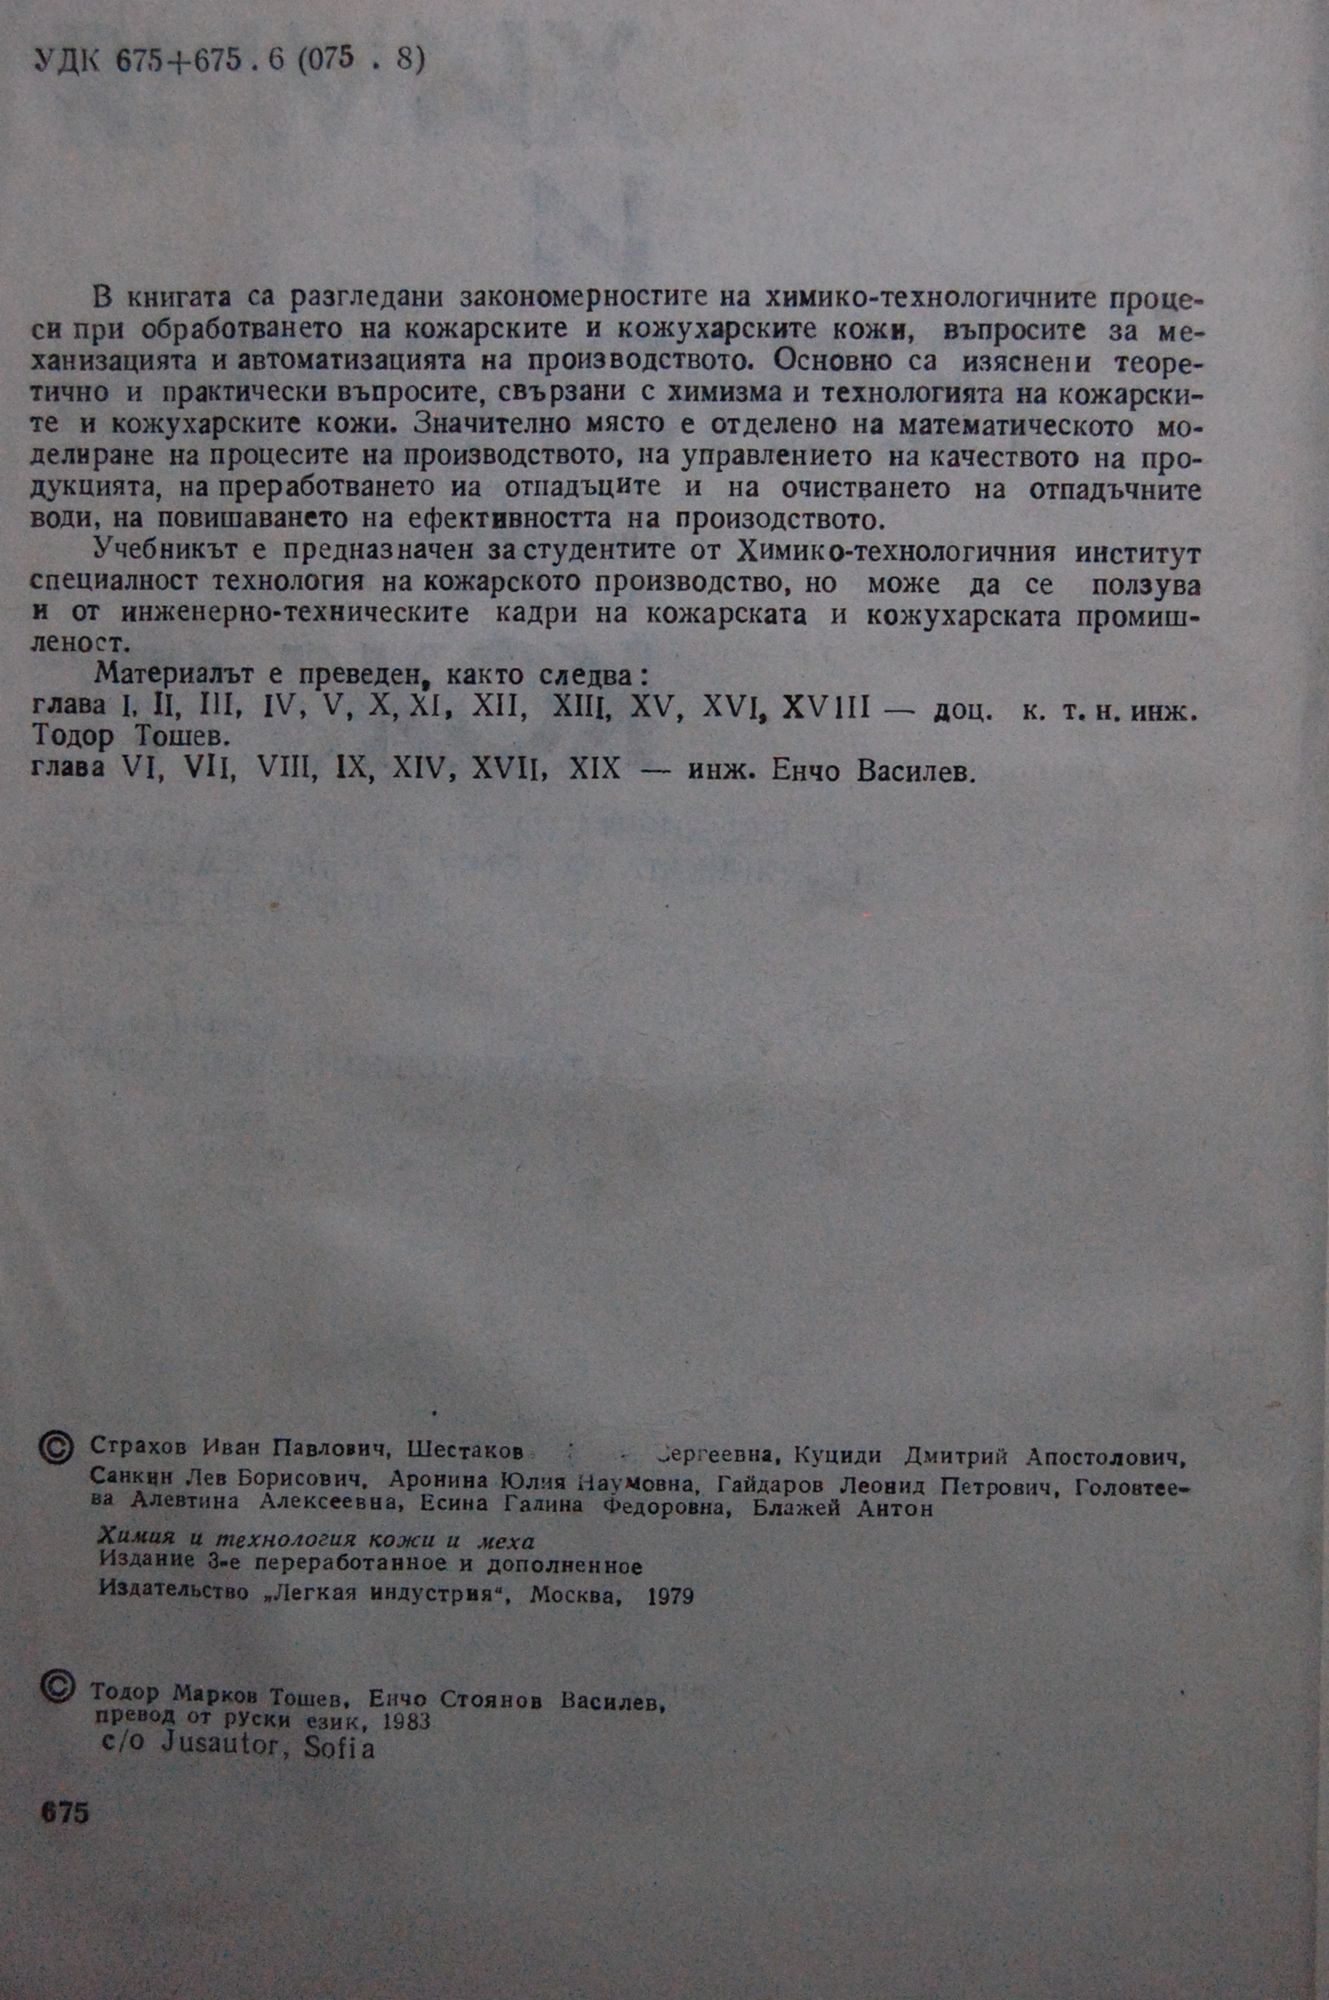 УДК 675+675.6 (075 . 8)
В книгата са разгледани закономерностите на химико-технологичните проце-
си при обработването на кожарските и кожухарските кожи, въпросите за ме-
ханизацията и автоматизацията на производството. Основно са изяснени теоре-
тично и практически въпросите, свързани с химизма и технологията на кожарски-
те и кожухарските кожи. Значително място е отделено на математическото мо-
делиране на процесите на производството, на управлението на качеството на про-
дукцията, на преработването иа отпадъците и на очистването на отпадъчните
води, на повишаването на ефективността на произодството.
Учебникът е предназначен за студентите от Химико-технологичния институт
специалност технология на кожарското производство, но може да се ползува
и от инженерно-техническите кадри на кожарската и кожухарската промиш-
леност.
Материалът е преведен, както следва:
глава I, II, III, IV, V, X, XI, XII, XIII, XV, XVI, XVIII — доц. к. т. н. инж.
Тодор Тошев.
глава VI, VII, VIII, IX, XIV, XVII, XIX — инж. Енчо Василев.
© Страхов Иван Павлович, Шестакова Сергеевна, Куциди Дмитрий Апостолович,
Санкин Лев Борисович, Аронина Юлия Наумовна, Гайдаров Леонид Петрович, Головтее-
ва Алевтина Алексеевна, Есина Галина Федоровна, Блажей Антон
Химия и технология кожи и меха
Издание 3-е переработанное и дополненное
Издательство „Легкая индустрия“, Москва, 1979
© Тодор Марков Тошев, Енчо Стоянов Василев,
превод от руски език, 1983
c/o Jusautor, Sofia
675